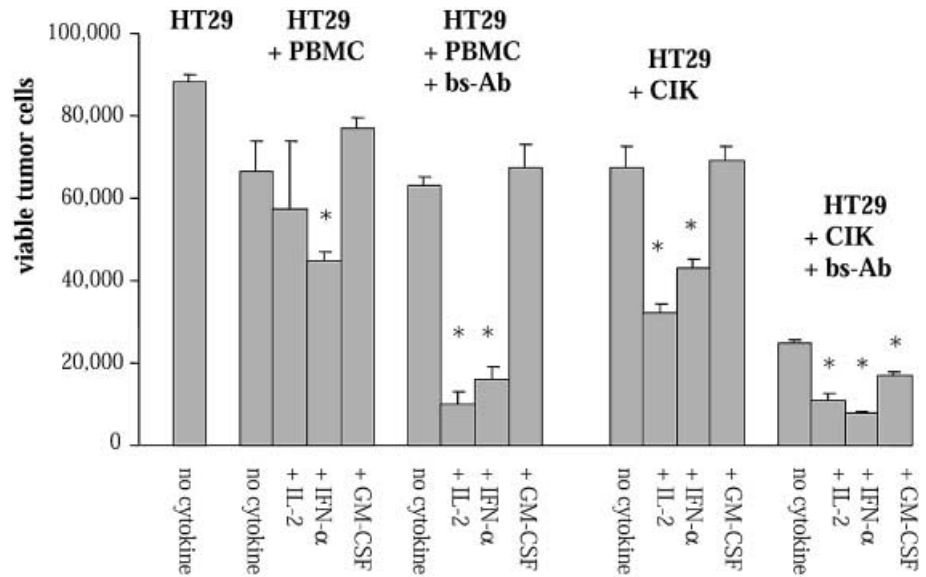 HT29
HT29
+ PBMC
HT29
+ PBMC
+ bs-Ab
HT29
+ CIK
HT29
+ CIK
+ bs-Ab
viable tumor cells
100,000
80,000
60,000
40,000
20,000
0
*
*
*
*
*
*
*
*
no cytokine
no cytokine
+ IL-2
+ IFN-α
+ GM-CSF
no cytokine
+ IL-2
+ IFN-α
+ GM-CSF
no cytokine
+ IL-2
+ IFN-α
+ GM-CSF
no cytokine
+ IL-2
+ IFN-α
+ GM-CSF